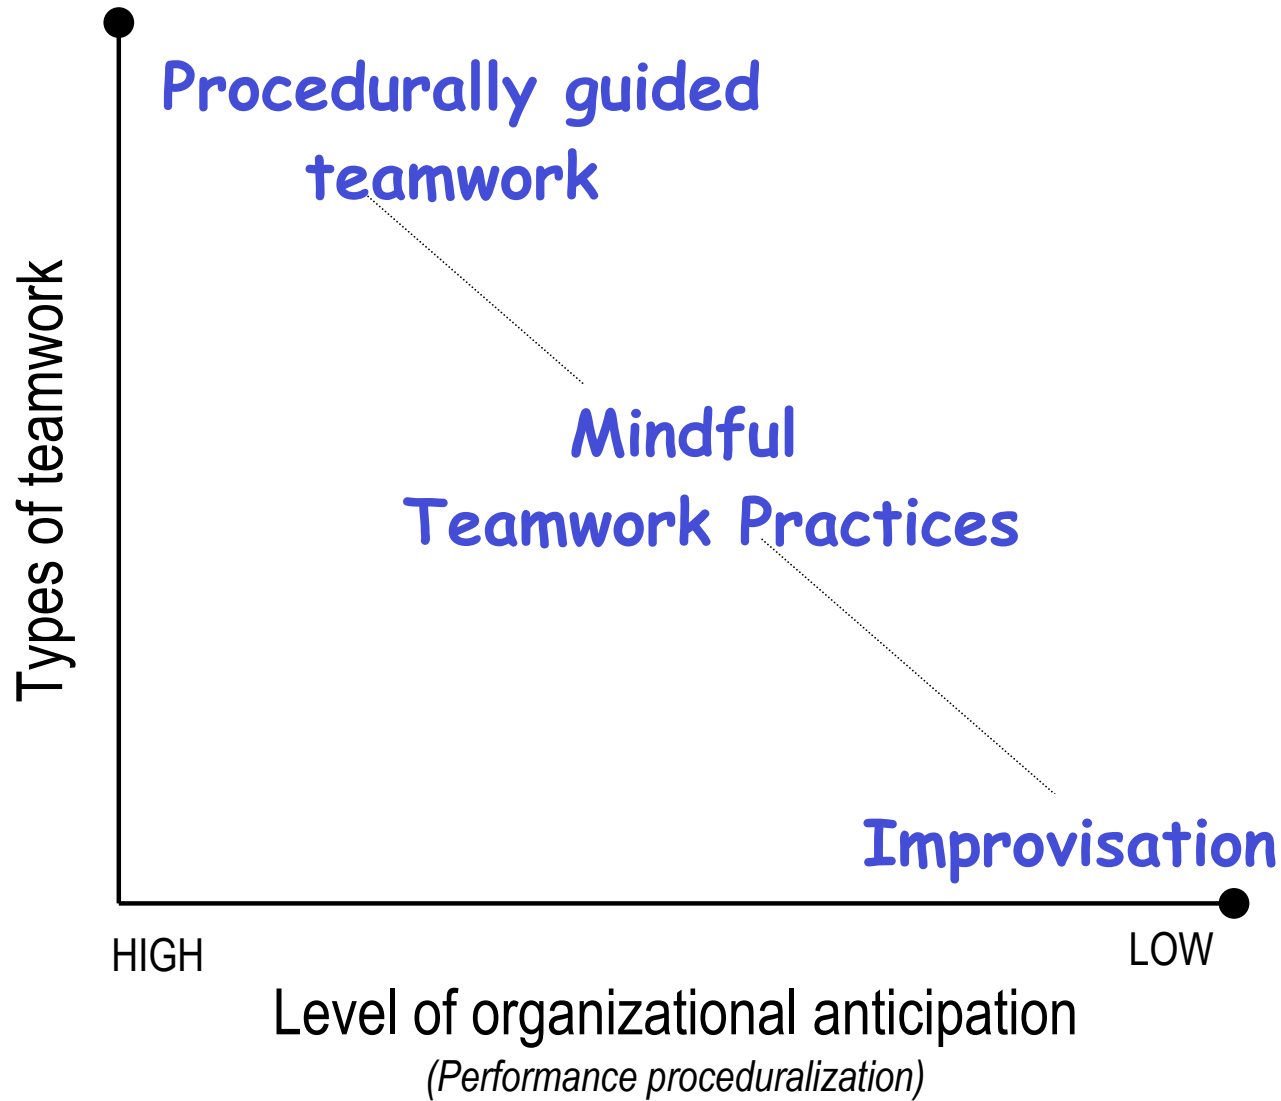 Procedurally guided
teamwork
Types of teamwork
Mindful
Teamwork Practices
Improvisation
HIGH
LOW
Level of organizational anticipation
(Performance proceduralization)